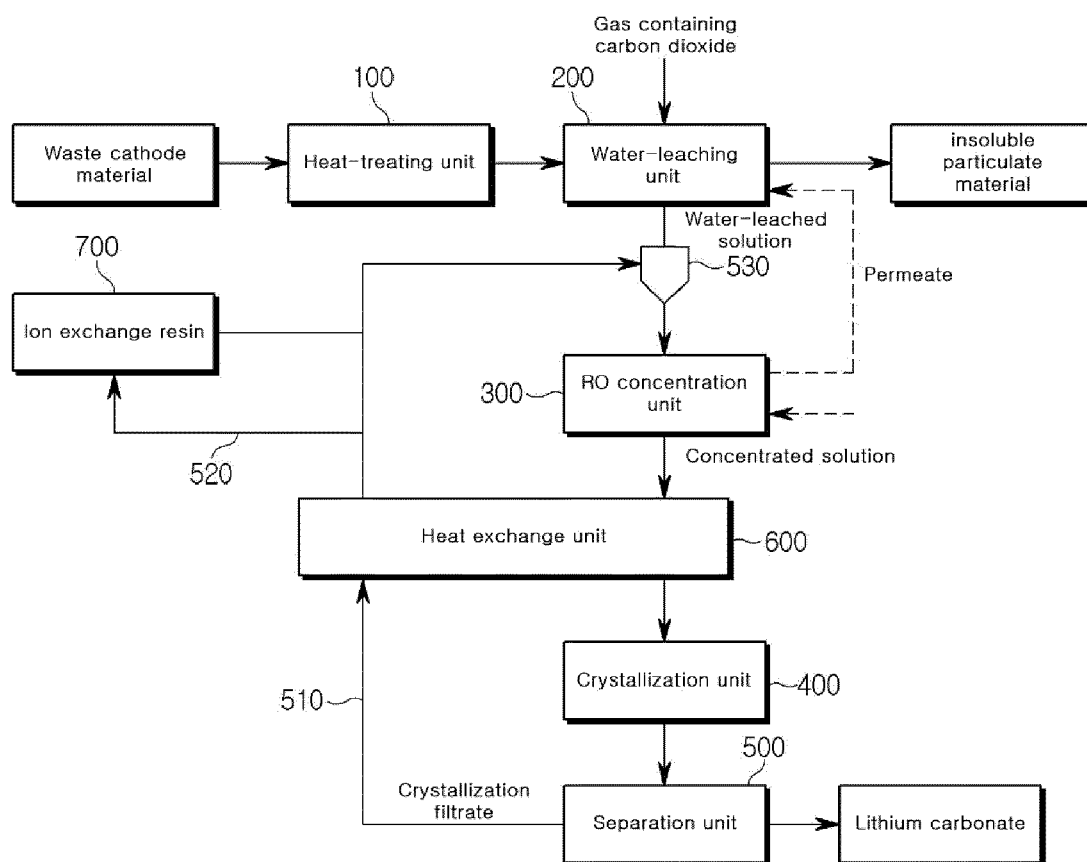 Gas containing
carbon dioxide
100
200
Waste cathode
material
Heat-treating unit
Water-leaching
unit
insoluble
particulate
material
Water-leached
solution
530
Permeate
700
Ion exchange resin
520
300
RO concentration
unit
Concentrated solution
Heat exchange unit
600
Crystallization unit
400
510
500
Crystallization
filtrate
Separation unit
Lithium carbonate